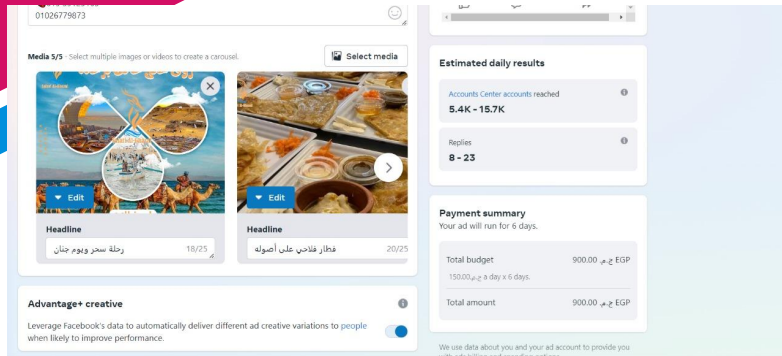 01026779873
Media 5/5 - Select multiple images or videos to create a carousel.
Select media
Edit
Edit
Headline
رحلة سحر ويوم جنان
18/25
Headline
فطار فلاحي على أصوله
20/25
Advantage+ creative
Leverage Facebook's data to automatically deliver different ad creative variations to people
when likely to improve performance.
Estimated daily results
Accounts Center accounts reached
5.4K - 15.7K
Replies
8 - 23
Payment summary
Your ad will run for 6 days.
Total budget
900.00 ج.م. EGP
150.00ج.م. a day x 6 days.
Total amount
900.00 ج.م. EGP
We use data about you and your ad account to provide you